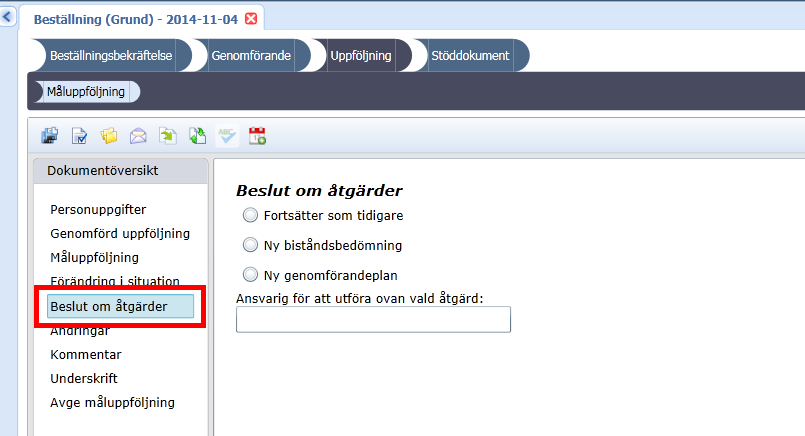 Beställning (Grund) - 2014-11-04
Beställningsbekräftelse Genomförande Uppföljning Stöddokument
Måluppföljning
Dokumentöversikt
Personuppgifter
Genomförd uppföljning
Måluppföljning
Förändring i situation
Beslut om åtgärder
Ändringar
Kommentar
Underskrift
Avge måluppföljning
Beslut om åtgärder
Fortsätter som tidigare
Ny biståndsbedömning
Ny genomförandeplan
Ansvarig för att utföra ovan vald åtgärd: